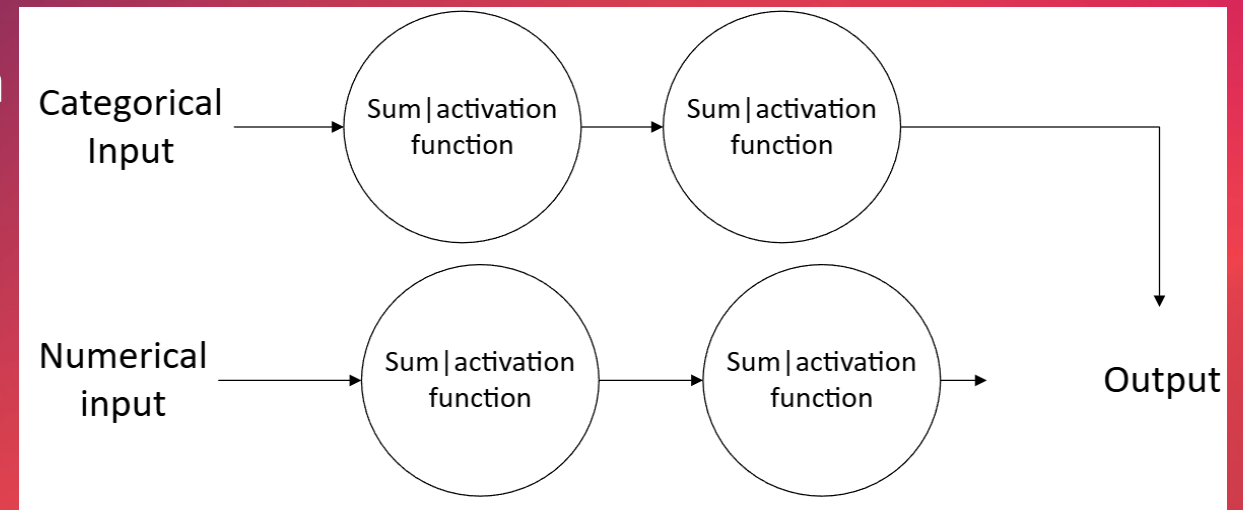 Categorical
Input
Sum|activation
function
Sum|activation
function
Numerical
input
Sum|activation
function
Sum|activation
function
Output